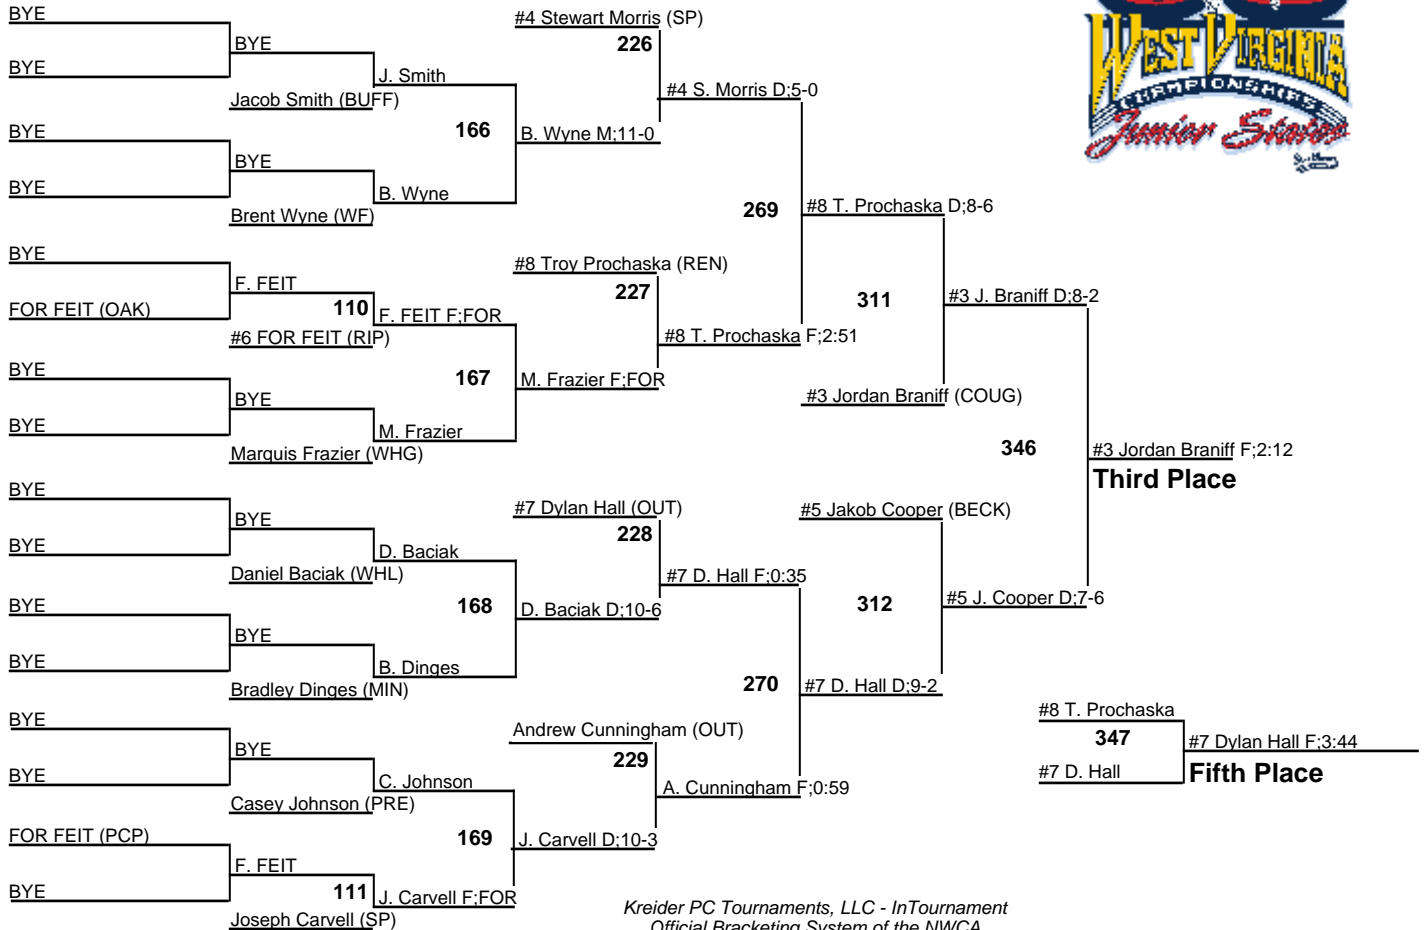 BYE
#4 Stewart Morris (SP)
226
BYE
BYE
J. Smith
#4 S. Morris D;5-0
Jacob Smith (BUFF)
BYE
166
B. Wyne M;11-0
BYE
BYE
B. Wyne
Brent Wyne (WF)
269
#8 T. Prochaska D;8-6
BYE
#8 Troy Prochaska (REN)
F. FEIT
227
311
#3 J. Braniff D;8-2
FOR FEIT (OAK)
110
F. FEIT F;FOR
#6 FOR FEIT (RIP)
#8 T. Prochaska F;2:51
BYE
167
M. Frazier F;FOR
BYE
#3 Jordan Braniff (COUG)
BYE
M. Frazier
Marquis Frazier (WHG)
346
#3 Jordan Braniff F;2:12
Third Place
BYE
#7 Dylan Hall (OUT)
#5 Jakob Cooper (BECK)
BYE
228
BYE
D. Baciak
Daniel Baciak (WHL)
#7 D. Hall F;0:35
BYE
168
D. Baciak D;10-6
312
#5 J. Cooper D;7-6
BYE
BYE
B. Dinges
Bradley Dinges (MIN)
270
#7 D. Hall D;9-2
BYE
Andrew Cunningham (OUT)
#8 T. Prochaska
BYE
229
347
#7 Dylan Hall F;3:44
BYE
C. Johnson
#7 D. Hall
Fifth Place
Casey Johnson (PRE)
A. Cunningham F;0:59
FOR FEIT (PCP)
169
J. Carvell D;10-3
F. FEIT
BYE
111
J. Carvell F;FOR
Joseph Carvell (SP)
WEST VIRGINIA
CHAMPIONSHIPS
Junior States
Kreider PC Tournaments, LLC - InTournament
Official Bracketing System of the NWCA